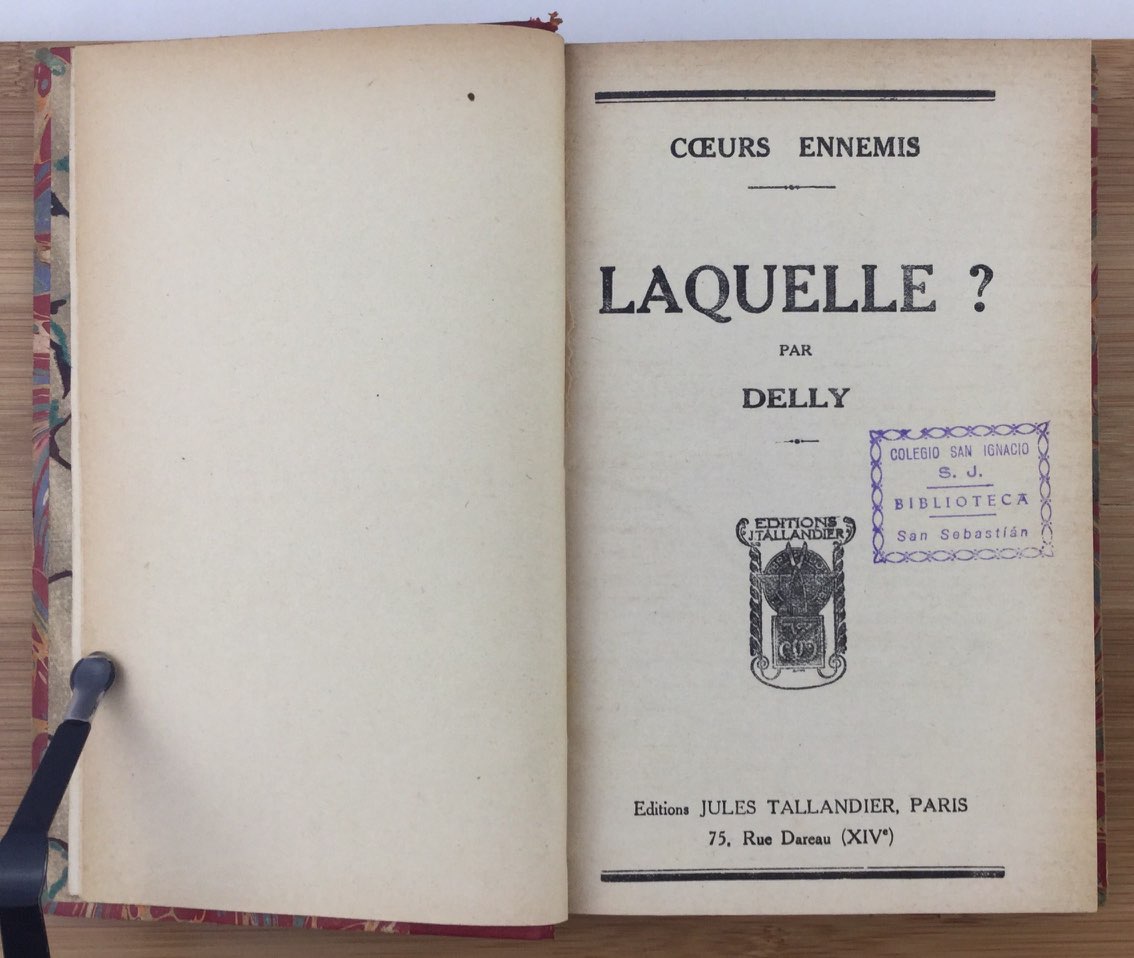 CŒURS ENNEMIS
LAQUELLE ?
PAR
DELLY
COLEGIO SAN IGNACIO
S. J.
BIBLIOTECA
San Sebastián
EDITIONS
J.TALLANDIER
Editions JULES TALLANDIER, PARIS
75, Rue Dareau (XIVᵉ)